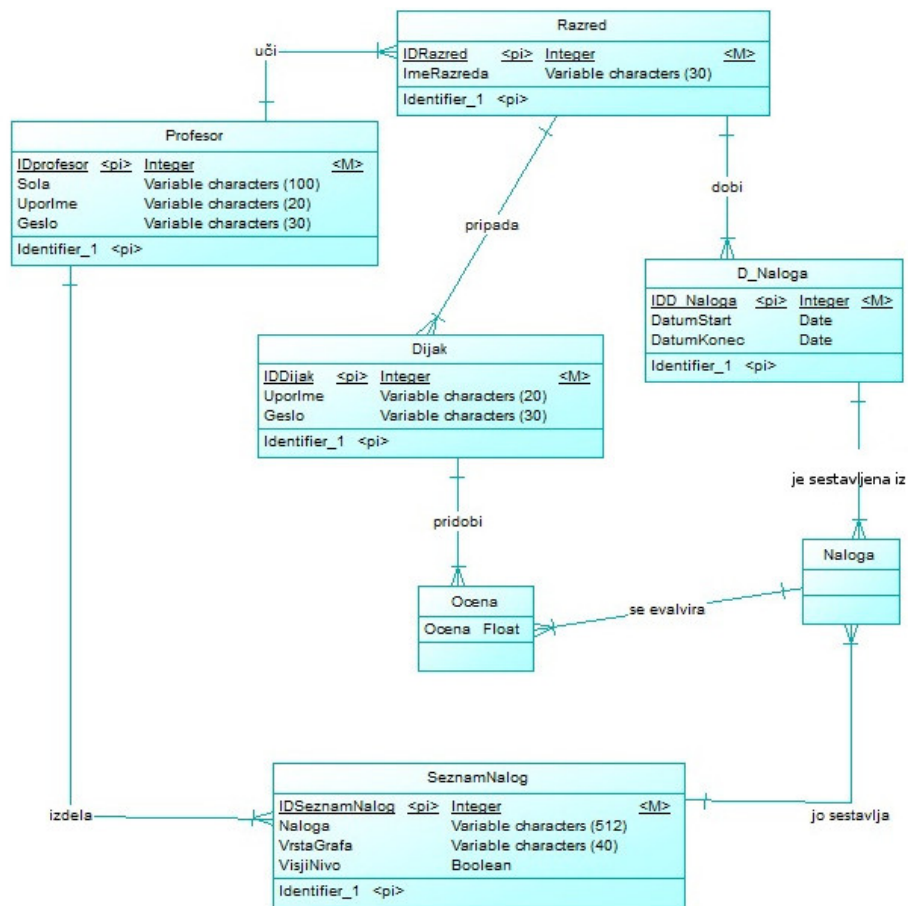 Razred
IDRazred <pi> Integer <M>
ImeRazreda Variable characters (30)
Identifier_1 <pi>
uči
Profesor
IDprofesor <pi> Integer <M>
Sola Variable characters (100)
UporIme Variable characters (20)
Geslo Variable characters (30)
Identifier_1 <pi>
pripada
dobi
D_Naloga
IDD_Naloga <pi> Integer <M>
DatumStart Date
DatumKonec Date
Identifier_1 <pi>
Dijak
IDDijak <pi> Integer <M>
UporIme Variable characters (20)
Geslo Variable characters (30)
Identifier_1 <pi>
je sestavljena iz
pridobi
Naloga
Ocena
Ocena Float
se evalvira
SeznamNalog
IDSeznamNalog <pi> Integer <M>
Naloga Variable characters (512)
VrstaGrafa Variable characters (40)
VisjiNivo Boolean
Identifier_1 <pi>
izdela
jo sestavlja